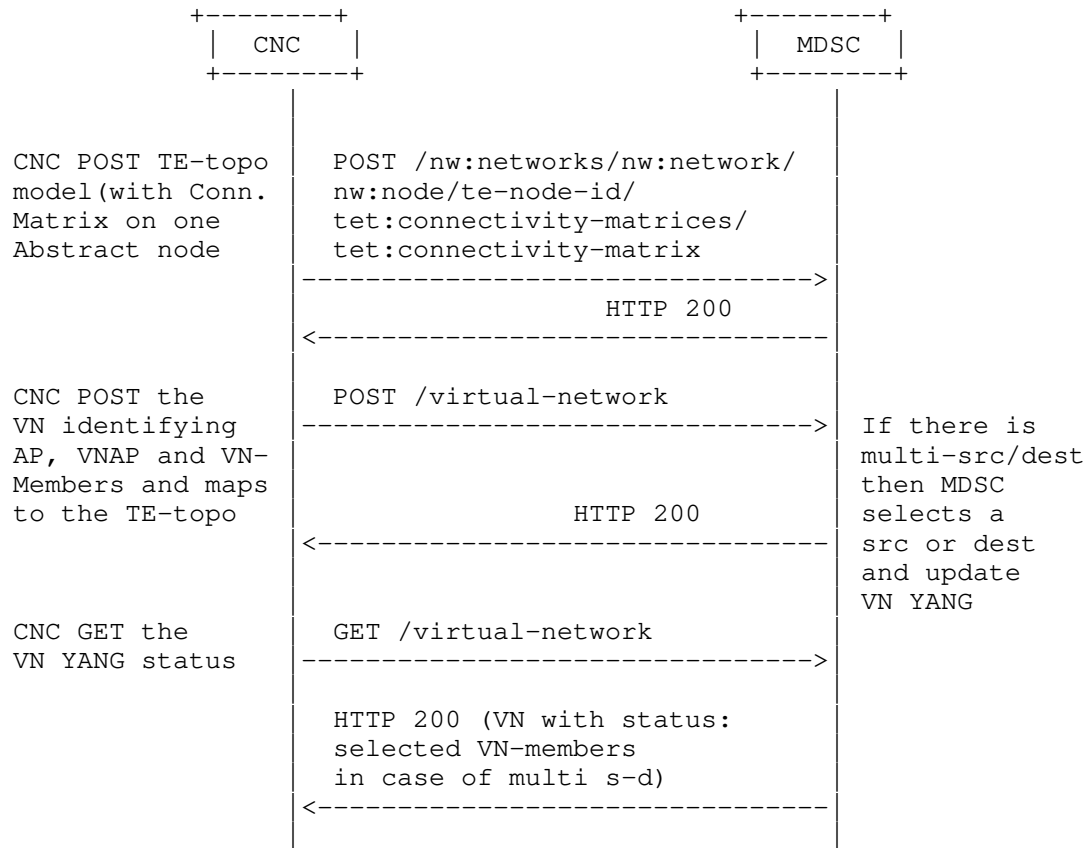 CNC MDSC
CNC POST TE-topo POST /nw:networks/nw:network/
model(with Conn. nw:node/te-node-id/
Matrix on one tet:connectivity-matrices/
Abstract node tet:connectivity-matrix
HTTP 200
CNC POST the POST /virtual-network
VN identifying If there is
AP, VNAP and VN- multi-src/dest
Members and maps then MDSC
to the TE-topo HTTP 200 selects a
src or dest
and update
VN YANG
CNC GET the GET /virtual-network
VN YANG status
HTTP 200 (VN with status:
selected VN-members
in case of multi s-d)